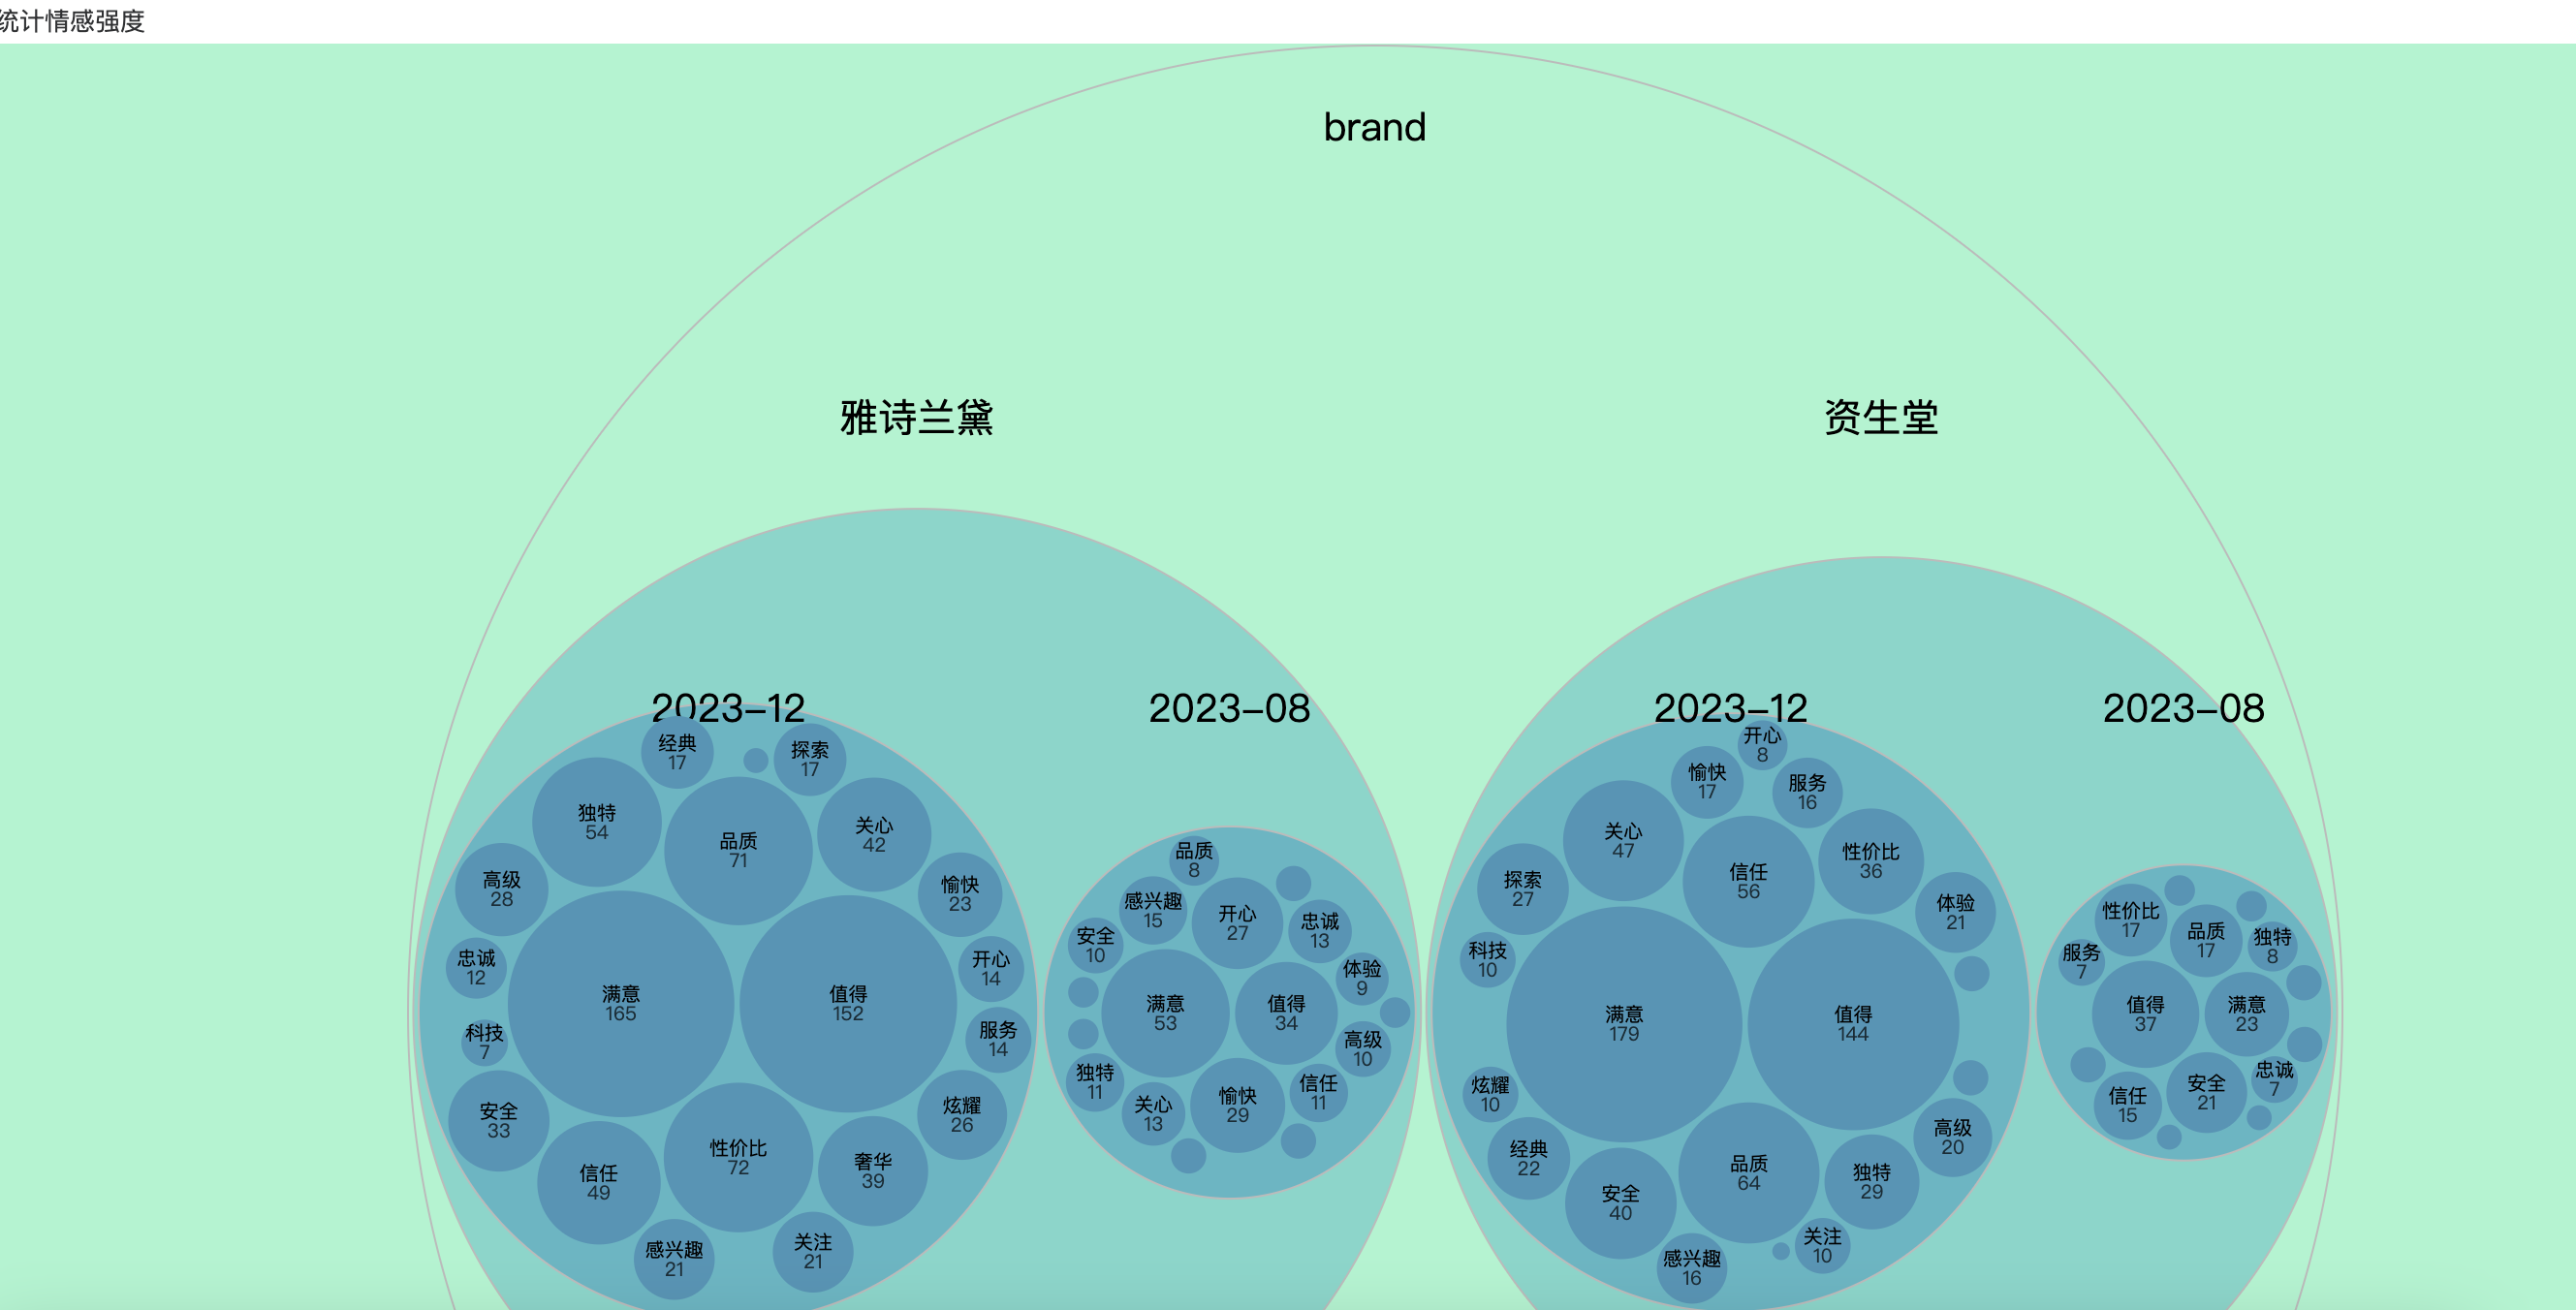 统计情感强度
brand
雅诗兰黛
资生堂
2023-12
2023-08
2023-12
2023-08
经典
17
探索
17
独特
54
品质
71
关心
42
高级
28
愉快
23
忠诚
12
满意
165
值得
152
开心
14
科技
7
服务
14
安全
33
性价比
72
炫耀
26
信任
49
奢华
39
感兴趣
21
关注
21
品质
8
感兴趣
15
开心
27
忠诚
13
安全
10
体验
9
满意
53
值得
34
高级
10
独特
11
关心
13
愉快
29
信任
11
开心
8
愉快
17
服务
16
关心
47
信任
56
性价比
36
探索
27
体验
21
科技
10
满意
179
值得
144
炫耀
10
经典
22
高级
20
安全
40
品质
64
独特
29
感兴趣
16
关注
10
性价比
17
品质
17
独特
8
服务
7
值得
37
满意
23
信任
15
安全
21
忠诚
7